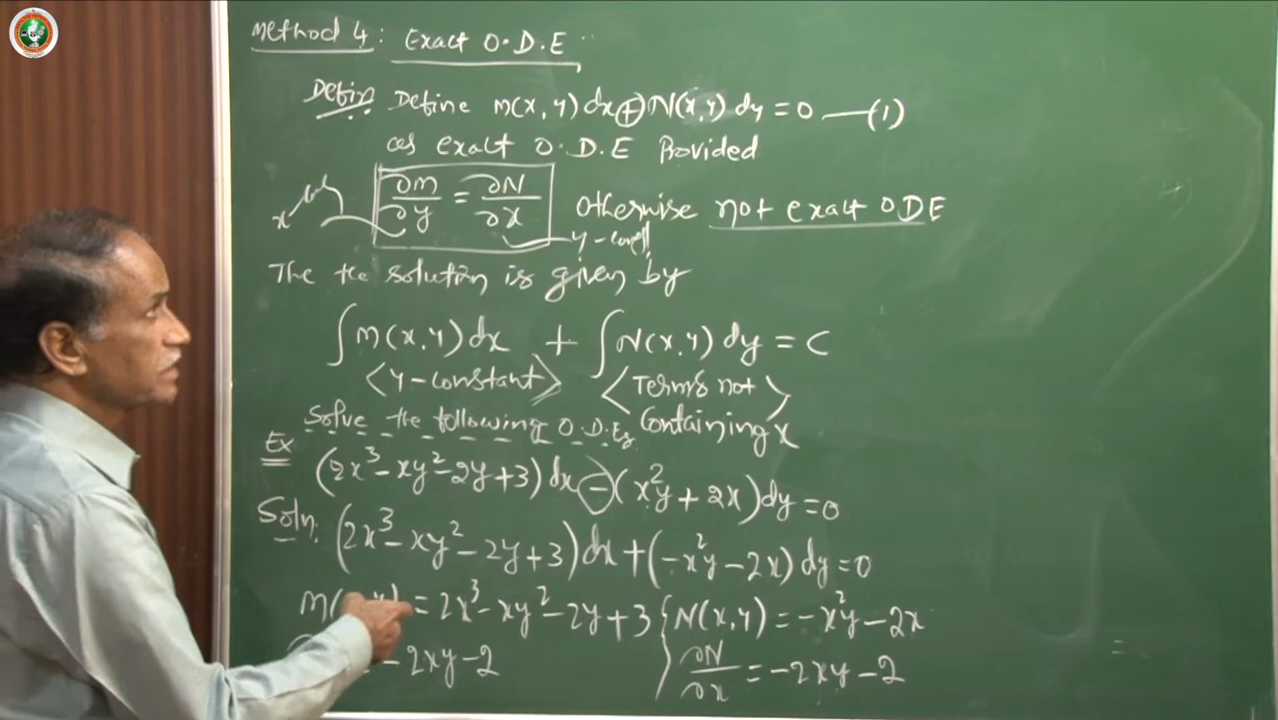 Method 4: Exact O.D.E
Defin Define M(x,y) dx + N(x,y) dy = 0 —(1)
as exact O.D.E Provided
x ∂M/∂y = ∂N/∂x Otherwise not exact ODE
y-const
The the solution is given by
∫ M(x,y) dx + ∫ N(x,y) dy = C
<y-constant> <Terms not
Containing x>
Solve the following O.D.Es
Ex
(2x³ - xy² - 2y + 3) dx - (x²y + 2x) dy = 0
Soln: (2x³ - xy² - 2y + 3) dx + (-x²y - 2x) dy = 0
= 2x³ - xy² - 2y + 3 { N(x,y) = -x²y - 2x
- 2xy - 2 ∂N/∂x = -2xy - 2